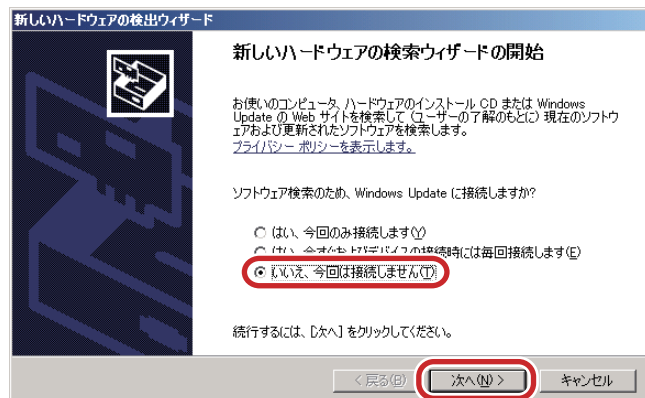 新しいハードウェアの検出ウィザード
新しいハードウェアの検索ウィザードの開始
お使いのコンピュータ、ハードウェアのインストール CD または Windows
Update の Web サイトを検索して (ユーザーの了解のもとに) 現在のソフトウ
ェアおよび更新されたソフトウェアを検索します。
プライバシー ポリシーを表示します。
ソフトウェア検索のため、Windows Update に接続しますか?
はい、今回のみ接続します(Y)
はい、今すぐおよびデバイスの接続時には毎回接続します(E)
いいえ、今回は接続しません(T)
続行するには、[次へ] をクリックしてください。
< 戻る(B)
次へ(N) >
キャンセル